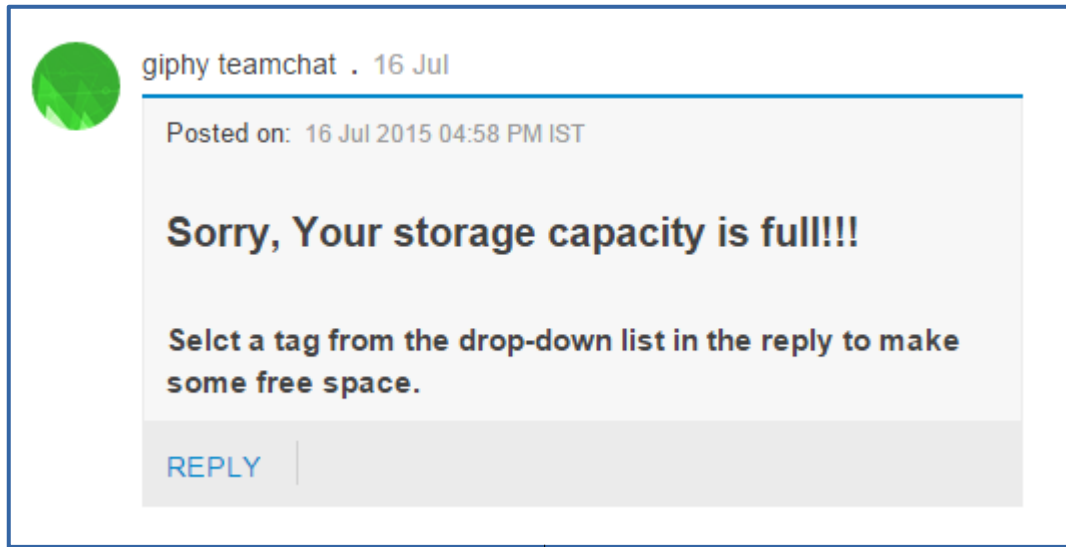 giphy teamchat . 16 Jul
Posted on: 16 Jul 2015 04:58 PM IST
Sorry, Your storage capacity is full!!!
Selct a tag from the drop-down list in the reply to make
some free space.
REPLY